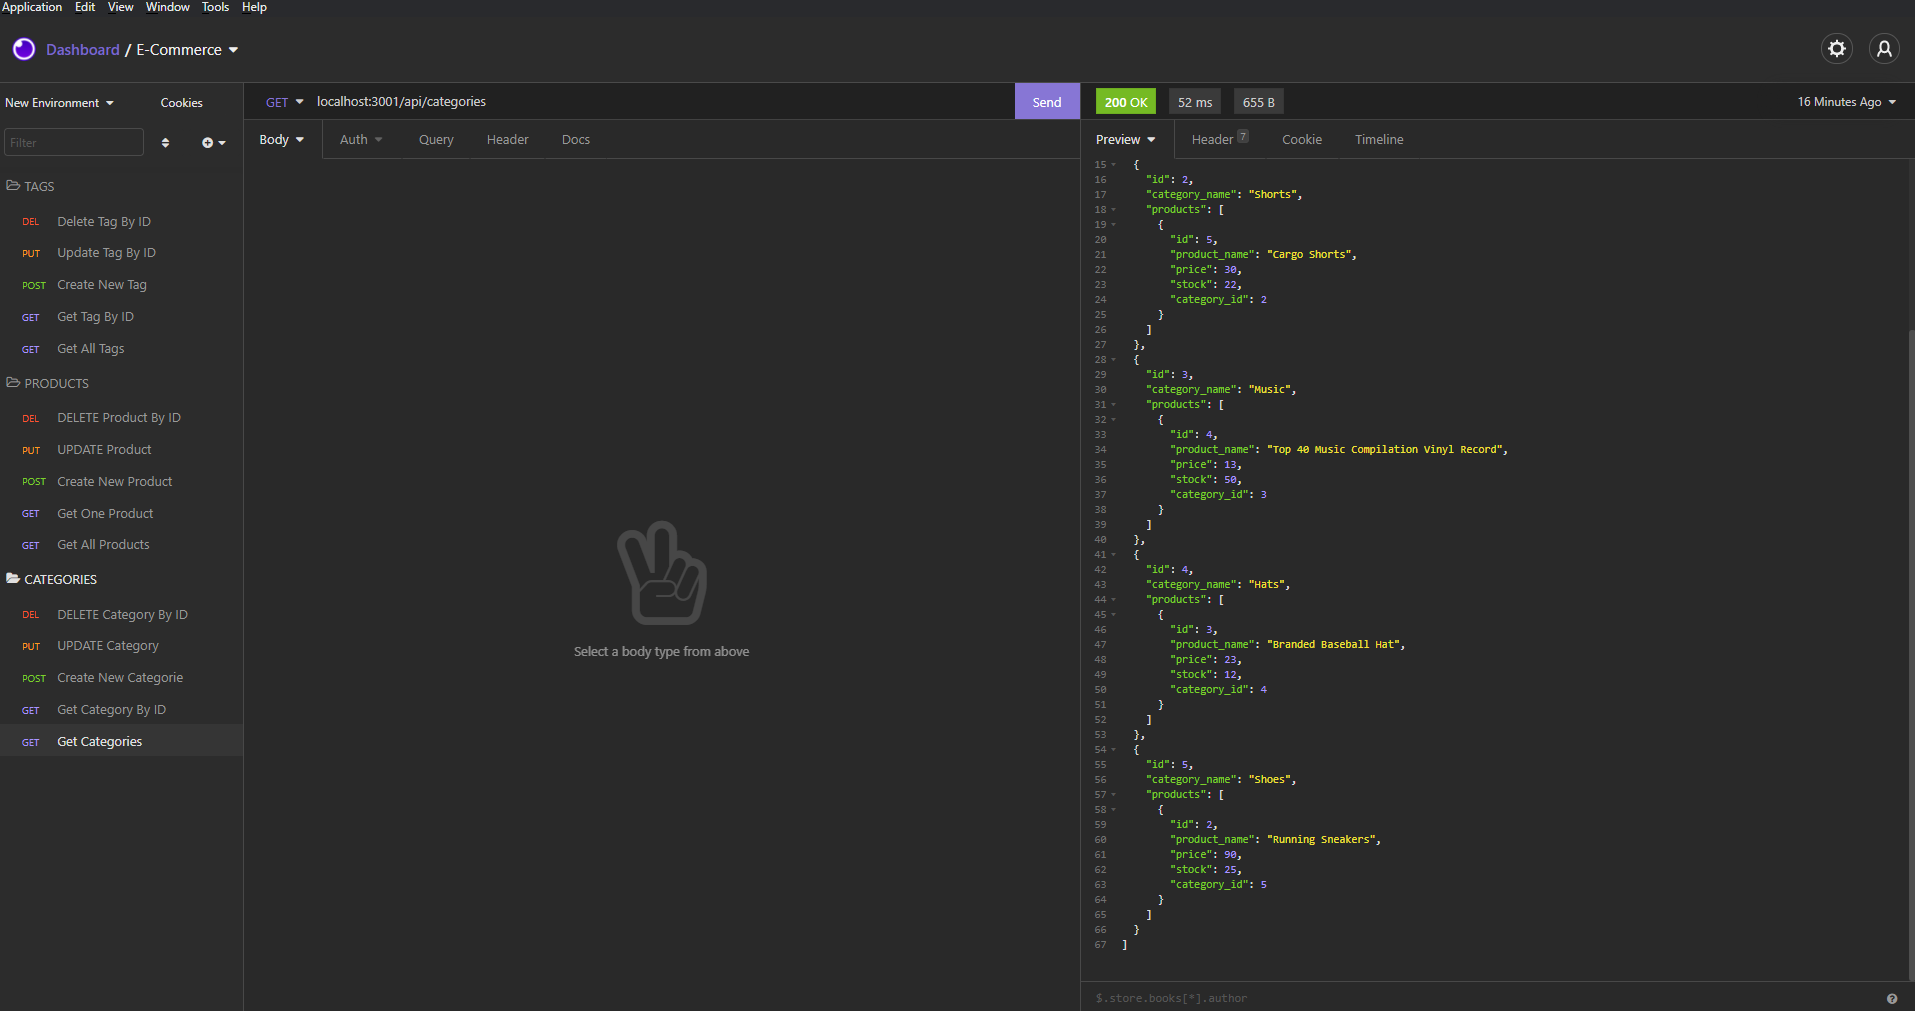 Application Edit View Window Tools Help
Dashboard / E-Commerce
New Environment Cookies
Filter
TAGS
DEL Delete Tag By ID
PUT Update Tag By ID
POST Create New Tag
GET Get Tag By ID
GET Get All Tags
PRODUCTS
DEL DELETE Product By ID
PUT UPDATE Product
POST Create New Product
GET Get One Product
GET Get All Products
CATEGORIES
DEL DELETE Category By ID
PUT UPDATE Category
POST Create New Categorie
GET Get Category By ID
GET Get Categories
GET localhost:3001/api/categories Send
Body Auth Query Header Docs
Select a body type from above
200 OK 52 ms 655 B 16 Minutes Ago
Preview Header 7 Cookie Timeline
15 {
16 "id": 2,
17 "category_name": "Shorts",
18 "products": [
19 {
20 "id": 5,
21 "product_name": "Cargo Shorts",
22 "price": 30,
23 "stock": 22,
24 "category_id": 2
25 }
26 ]
27 },
28 {
29 "id": 3,
30 "category_name": "Music",
31 "products": [
32 {
33 "id": 4,
34 "product_name": "Top 40 Music Compilation Vinyl Record",
35 "price": 13,
36 "stock": 50,
37 "category_id": 3
38 }
39 ]
40 },
41 {
42 "id": 4,
43 "category_name": "Hats",
44 "products": [
45 {
46 "id": 3,
47 "product_name": "Branded Baseball Hat",
48 "price": 23,
49 "stock": 12,
50 "category_id": 4
51 }
52 ]
53 },
54 {
55 "id": 5,
56 "category_name": "Shoes",
57 "products": [
58 {
59 "id": 2,
60 "product_name": "Running Sneakers",
61 "price": 90,
62 "stock": 25,
63 "category_id": 5
64 }
65 ]
66 }
67 ]
$.store.books[*].author